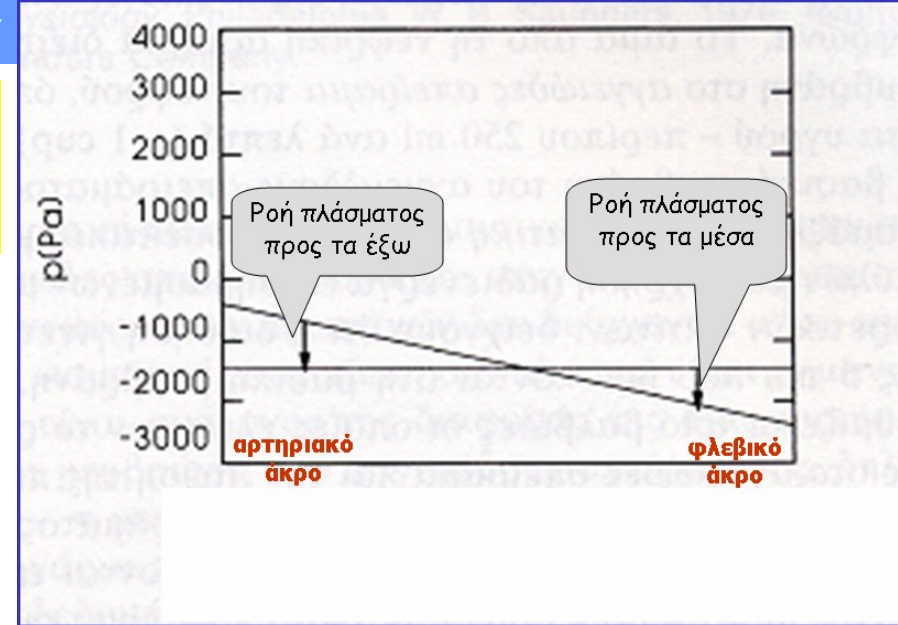 4000
3000
2000
1000
0
-1000
-2000
-3000
p(Pa)
Ροή πλάσματος
προς τα έξω
Ροή πλάσματος
προς τα μέσα
αρτηριακό
άκρο
φλεβικό
άκρο